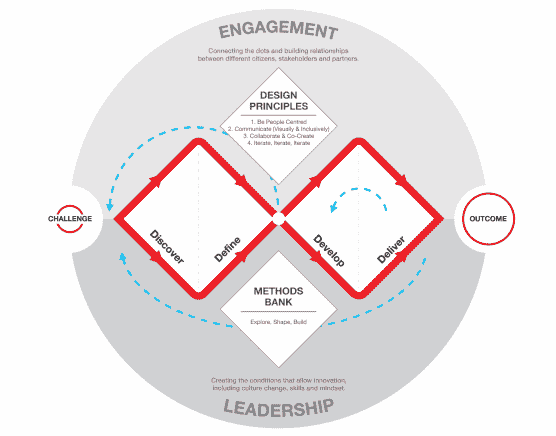 ENGAGEMENT
Connecting the dots and building relationships
between different citizens, stakeholders and partners.
DESIGN
PRINCIPLES
1. Be People Centred
2. Communicate (Visually & Inclusively)
3. Collaborate & Co-Create
4. Iterate, Iterate, Iterate
CHALLENGE
OUTCOME
Discover
Define
Develop
Deliver
METHODS
BANK
Explore, Shape, Build
Creating the conditions that allow innovation,
including culture change, skills and mindset.
LEADERSHIP